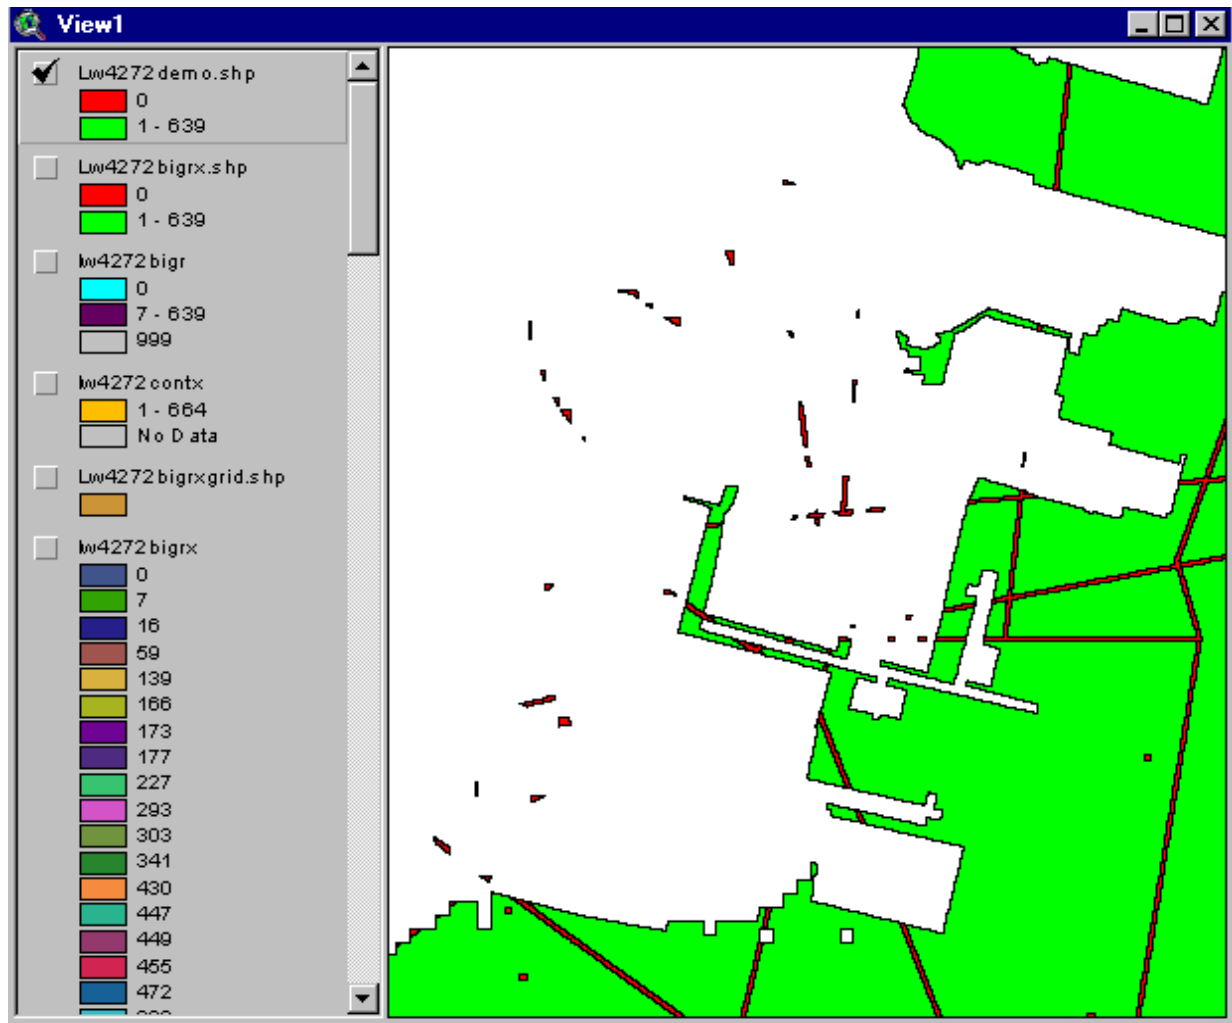 View1
Lw4272demo.shp
0
1 - 639
Lw4272bigrx.shp
0
1 - 639
lw4272bigr
0
7 - 639
999
lw4272contx
1 - 664
No Data
Lw4272bigrxgrid.shp
lw4272bigrx
0
7
16
59
139
166
173
177
227
293
303
341
430
447
449
455
472